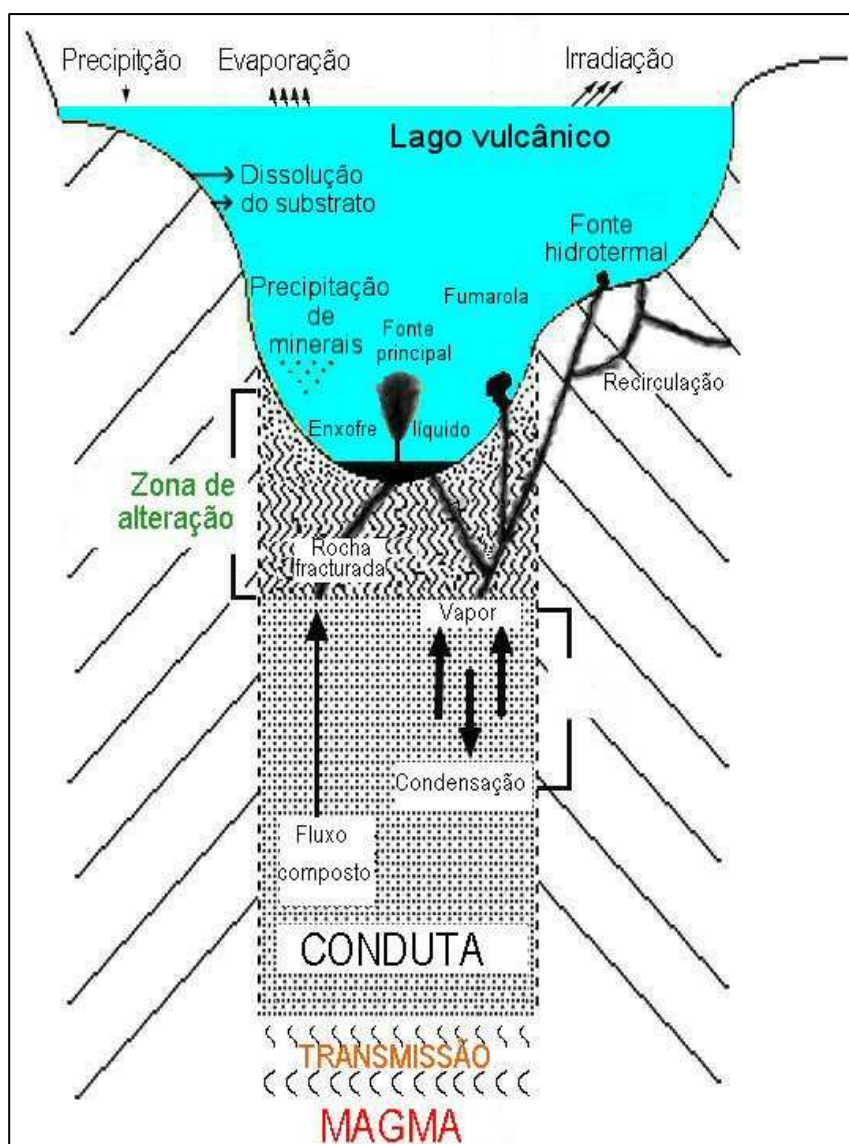 Precipitção
Evaporação
Irradiação
Lago vulcânico
Dissolução
do substrato
Fonte
hidrotermal
Precipitação
de
minerais
Fumarola
Fonte
principal
Recirculação
Enxofre
líquido
Zona de
alteração
Rocha
fracturada
Vapor
Condensação
Fluxo
composto
CONDUTA
TRANSMISSÃO
MAGMA